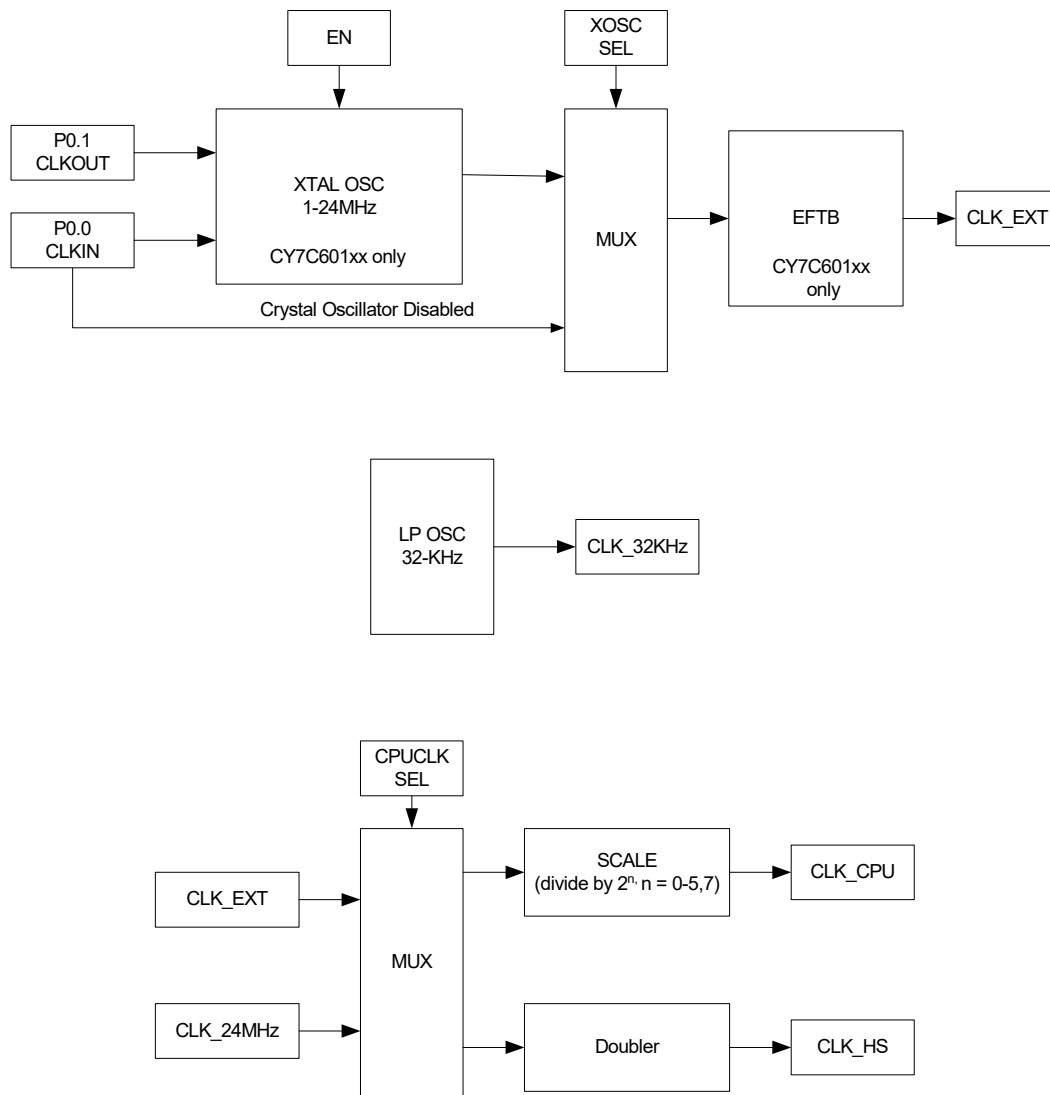 EN
XOSC
SEL
P0.1
CLKOUT
P0.0
CLKIN
XTAL OSC
1-24MHz
CY7C601xx only
Crystal Oscillator Disabled
MUX
EFTB
CY7C601xx
only
CLK_EXT
LP OSC
32-KHz
CLK_32KHz
CPUCLK
SEL
CLK_EXT
CLK_24MHz
MUX
SCALE
(divide by 2n, n = 0-5,7)
CLK_CPU
Doubler
CLK_HS